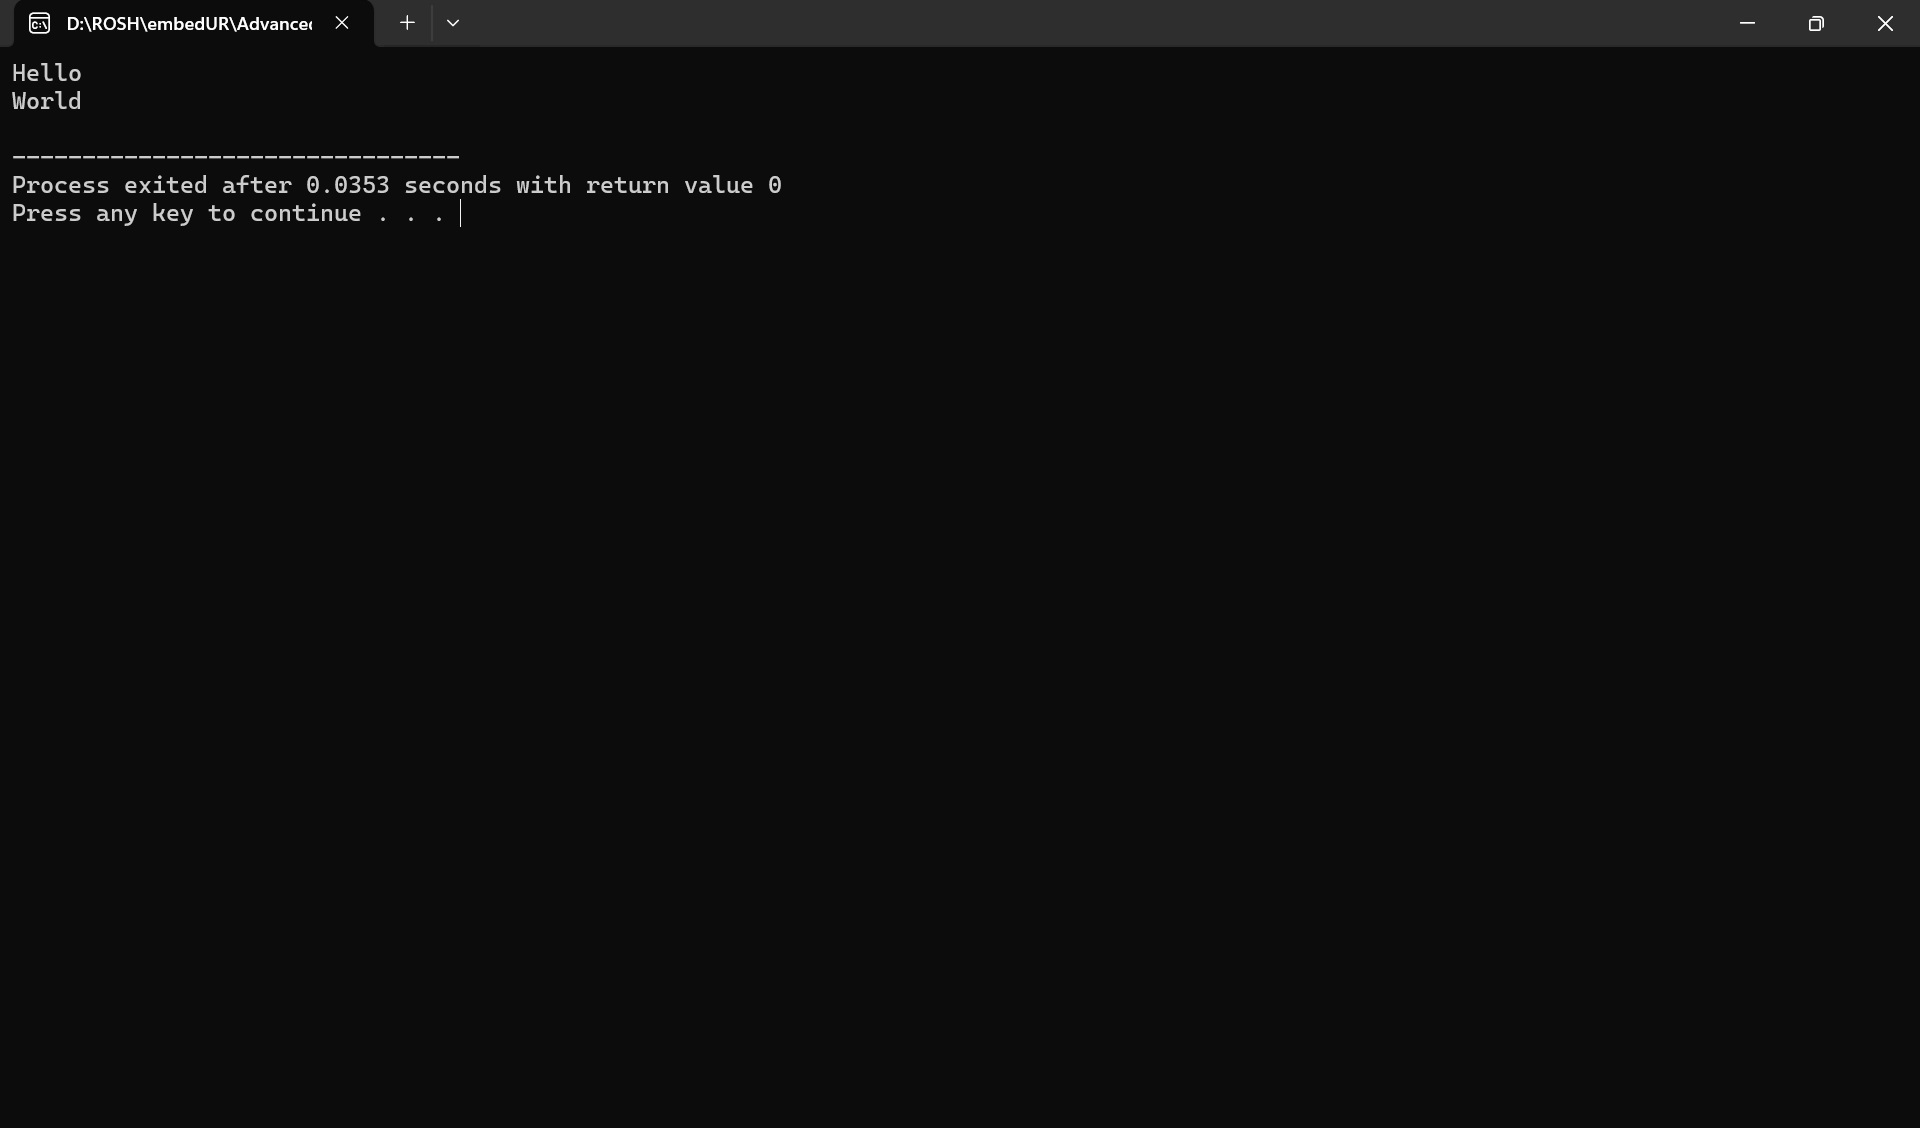 D:\ROSH\embedUR\Advanced
Hello
World
--------------------------------
Process exited after 0.0353 seconds with return value 0
Press any key to continue . . .